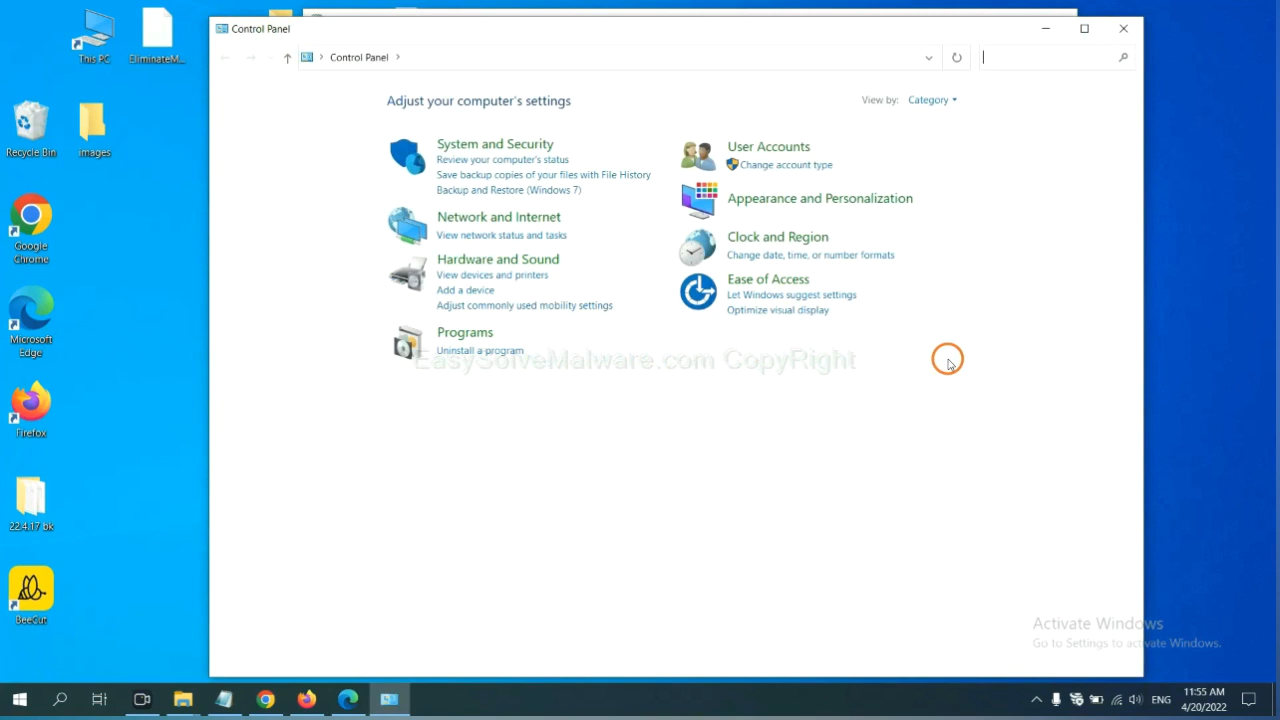 This PC
EliminateM...
Recycle Bin
images
Google
Chrome
Microsoft
Edge
Firefox
22.4.17 bk
BeeCut
Control Panel
Control Panel
Adjust your computer's settings
View by: Category
System and Security
Review your computer's status
Save backup copies of your files with File History
Backup and Restore (Windows 7)
Network and Internet
View network status and tasks
Hardware and Sound
View devices and printers
Add a device
Adjust commonly used mobility settings
Programs
Uninstall a program
User Accounts
Change account type
Appearance and Personalization
Clock and Region
Change date, time, or number formats
Ease of Access
Let Windows suggest settings
Optimize visual display
EasySolveMalware.com CopyRight
Activate Windows
Go to Settings to activate Windows.
ENG
11:55 AM
4/20/2022